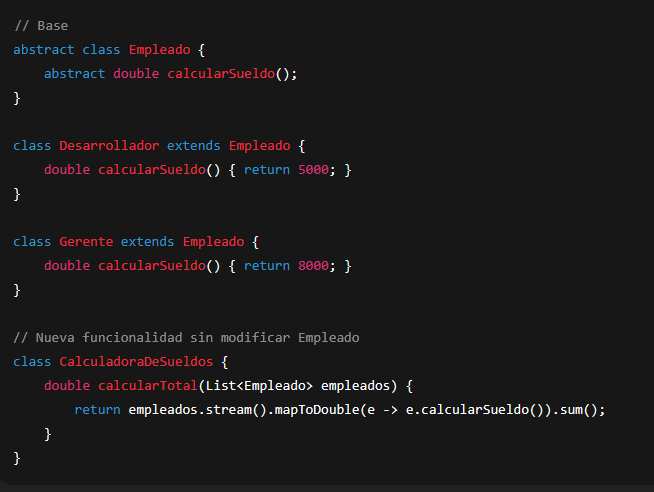 // Base
abstract class Empleado {
    abstract double calcularSueldo();
}
class Desarrollador extends Empleado {
    double calcularSueldo() { return 5000; }
}
class Gerente extends Empleado {
    double calcularSueldo() { return 8000; }
}
// Nueva funcionalidad sin modificar Empleado
class CalculadoraDeSueldos {
    double calcularTotal(List<Empleado> empleados) {
        return empleados.stream().mapToDouble(e -> e.calcularSueldo()).sum();
    }
}